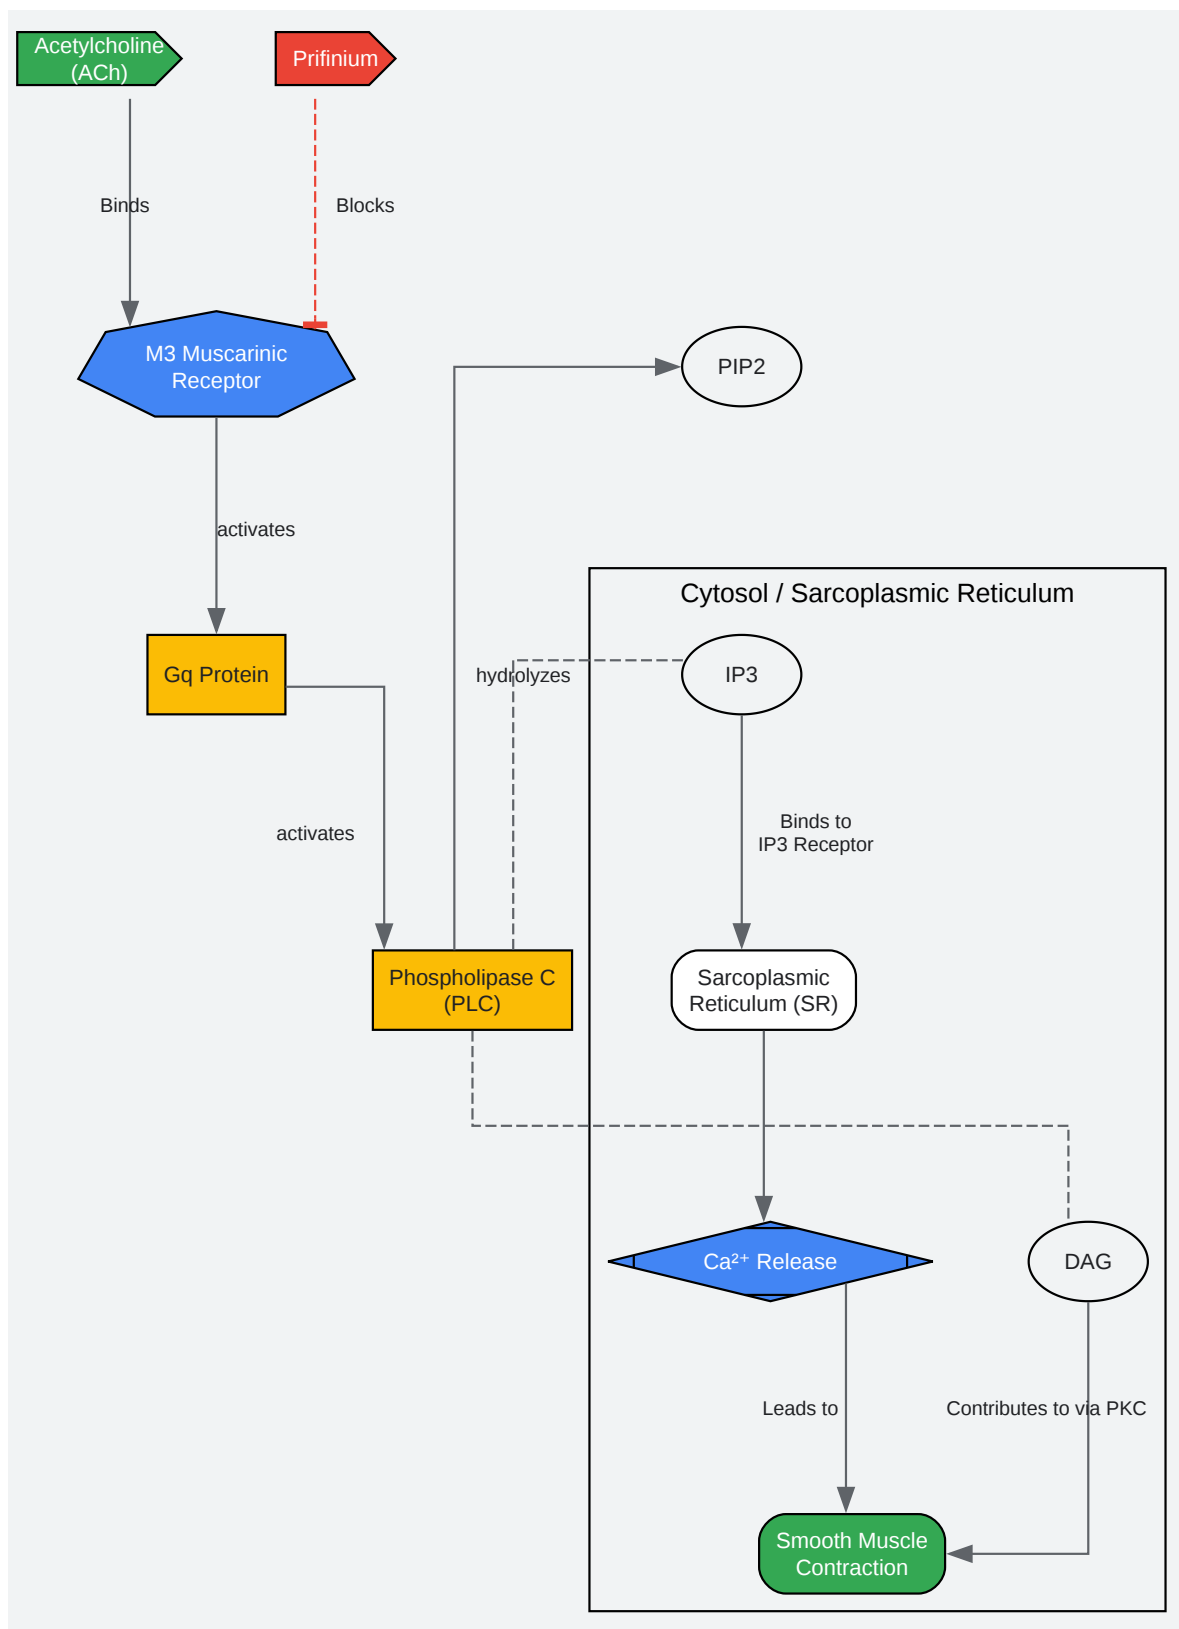 Acetylcholine
(ACh)
Prifinium
Binds
Blocks
M3 Muscarinic
Receptor
PIP2
activates
Cytosol / Sarcoplasmic Reticulum
Gq Protein
hydrolyzes
IP3
activates
Binds to
IP3 Receptor
Phospholipase C
(PLC)
Sarcoplasmic
Reticulum (SR)
Ca²⁺ Release
DAG
Leads to
Contributes to via PKC
Smooth Muscle
Contraction